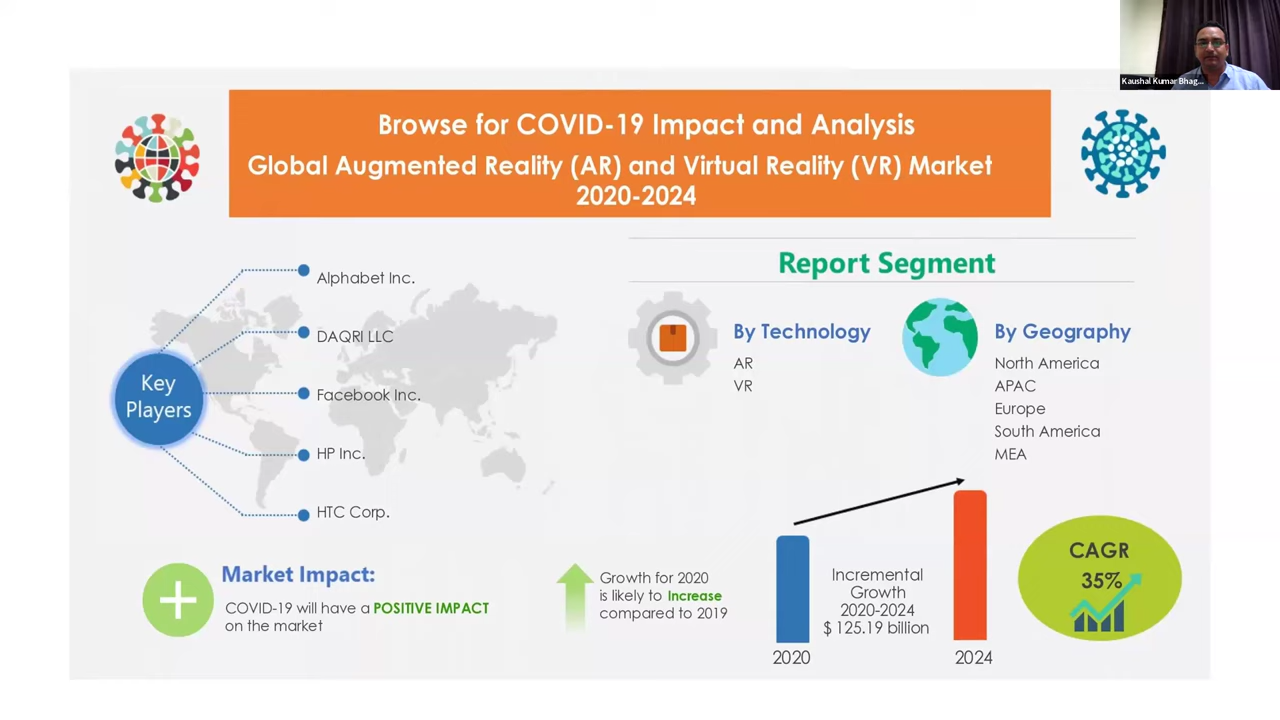 Kaushal Kumar Bhag...
Browse for COVID-19 Impact and Analysis
Global Augmented Reality (AR) and Virtual Reality (VR) Market
2020-2024
Key
Players
Alphabet Inc.
DAQRI LLC
Facebook Inc.
HP Inc.
HTC Corp.
Report Segment
By Technology
AR
VR
By Geography
North America
APAC
Europe
South America
MEA
Market Impact:
COVID-19 will have a POSITIVE IMPACT
on the market
Growth for 2020
is likely to Increase
compared to 2019
Incremental
Growth
2020-2024
$ 125.19 billion
2020
2024
CAGR
35%